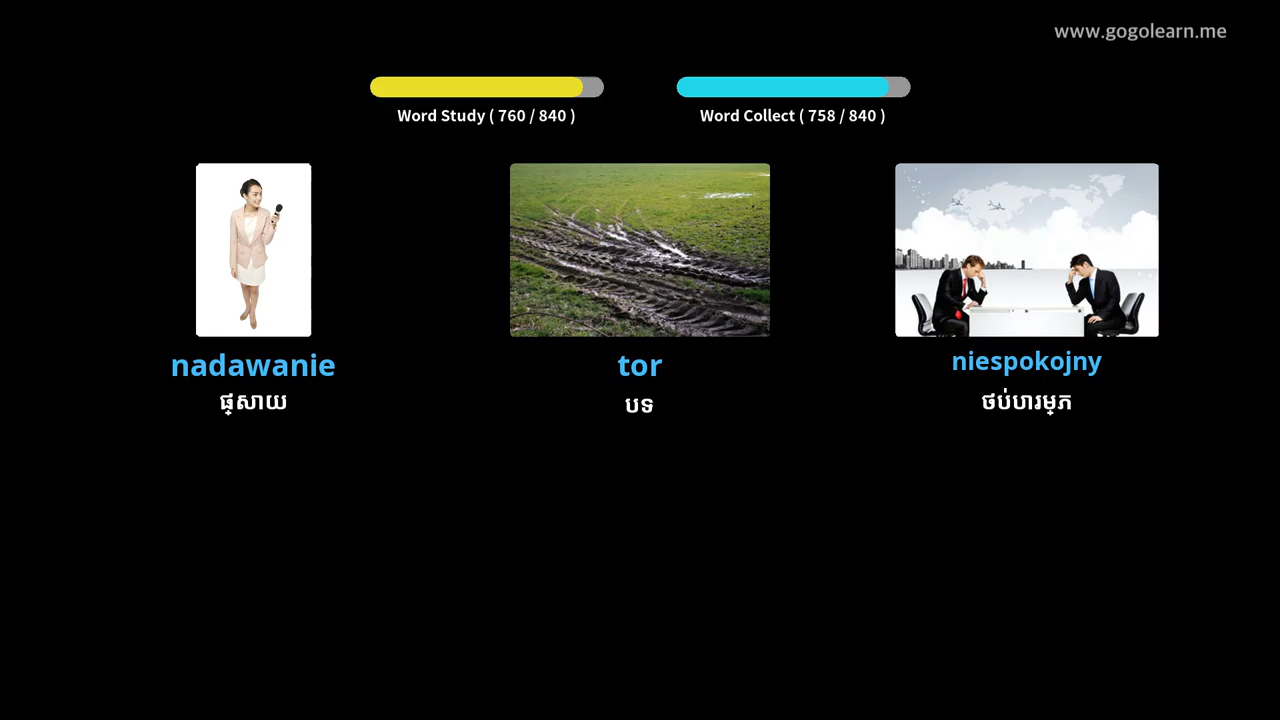 www.gogolearn.me
Word Study ( 760 / 840 )
Word Collect ( 758 / 840 )
nadawanie
tor
niespokojny
ផ្សាយ
បទ
ថប់បារម្ភ